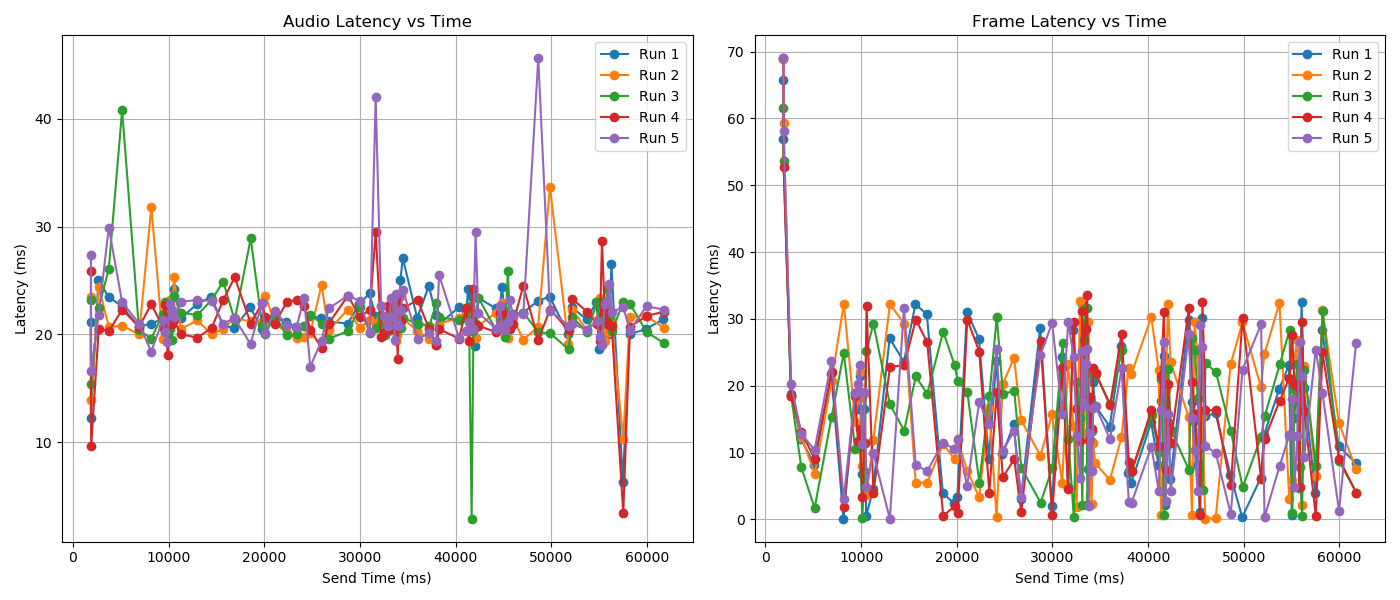 Audio Latency vs Time
Latency (ms)
40
30
20
10
0
10000
20000
30000
40000
50000
60000
Send Time (ms)
Run 1
Run 2
Run 3
Run 4
Run 5
Frame Latency vs Time
Latency (ms)
70
60
50
40
30
20
10
0
0
10000
20000
30000
40000
50000
60000
Send Time (ms)
Run 1
Run 2
Run 3
Run 4
Run 5